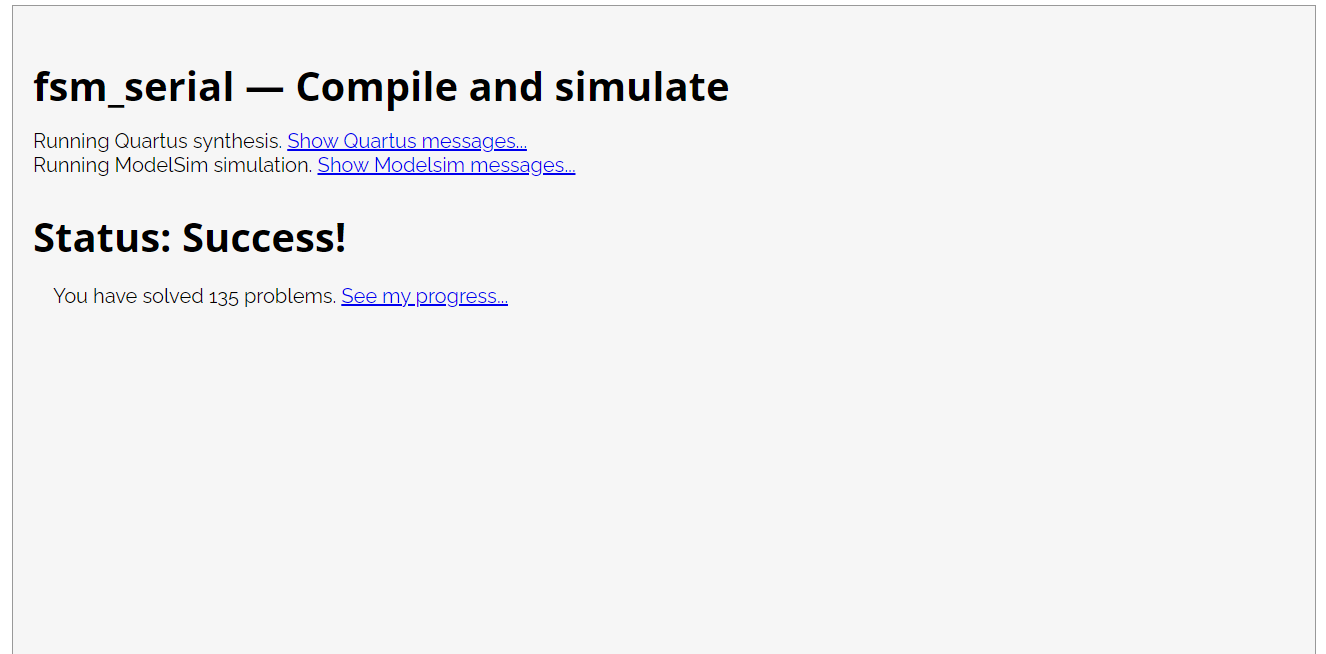 fsm_serial — Compile and simulate
Running Quartus synthesis. Show Quartus messages...
Running ModelSim simulation. Show Modelsim messages...
Status: Success!
You have solved 135 problems. See my progress...